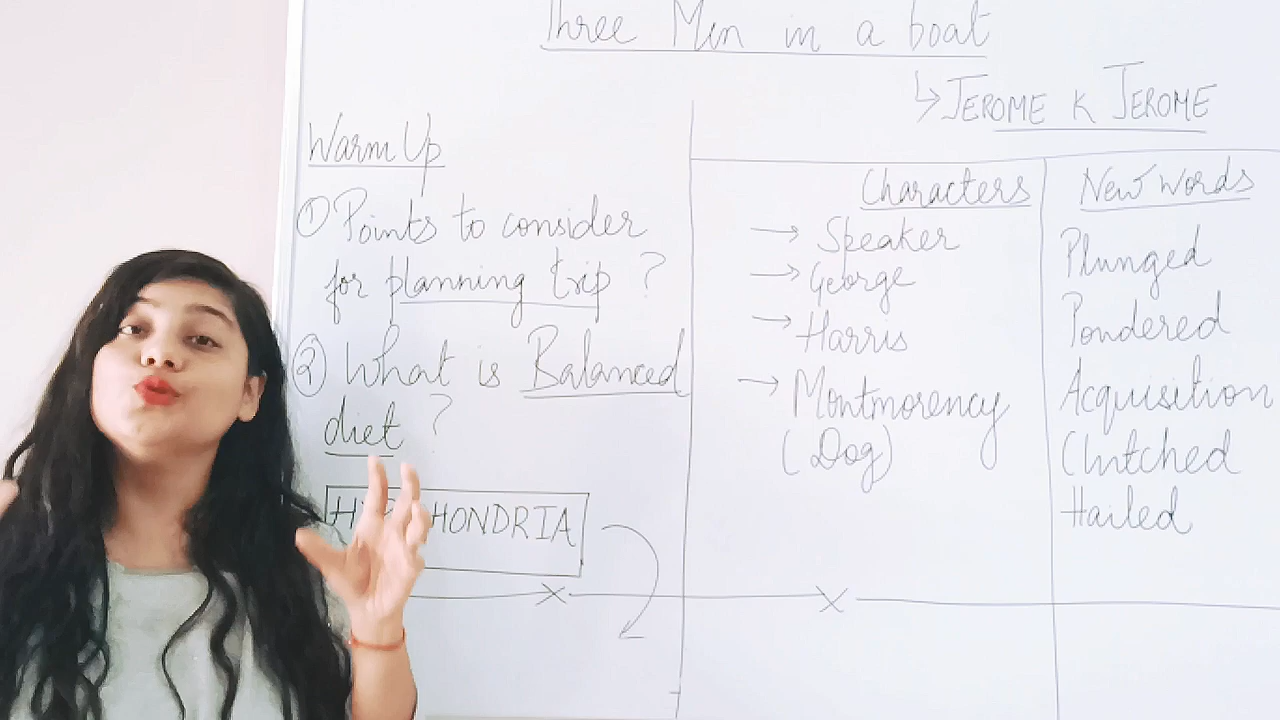 Three Men in a boat
↳ JEROME K JEROME
Warm Up
① Points to consider
for planning trip ?
② What is Balanced
diet ?
Characters
→ Speaker
→ George
→ Harris
→ Montmorency
(Dog)
New Words
Plunged
Pondered
Acquisition
Clutched
Hailed